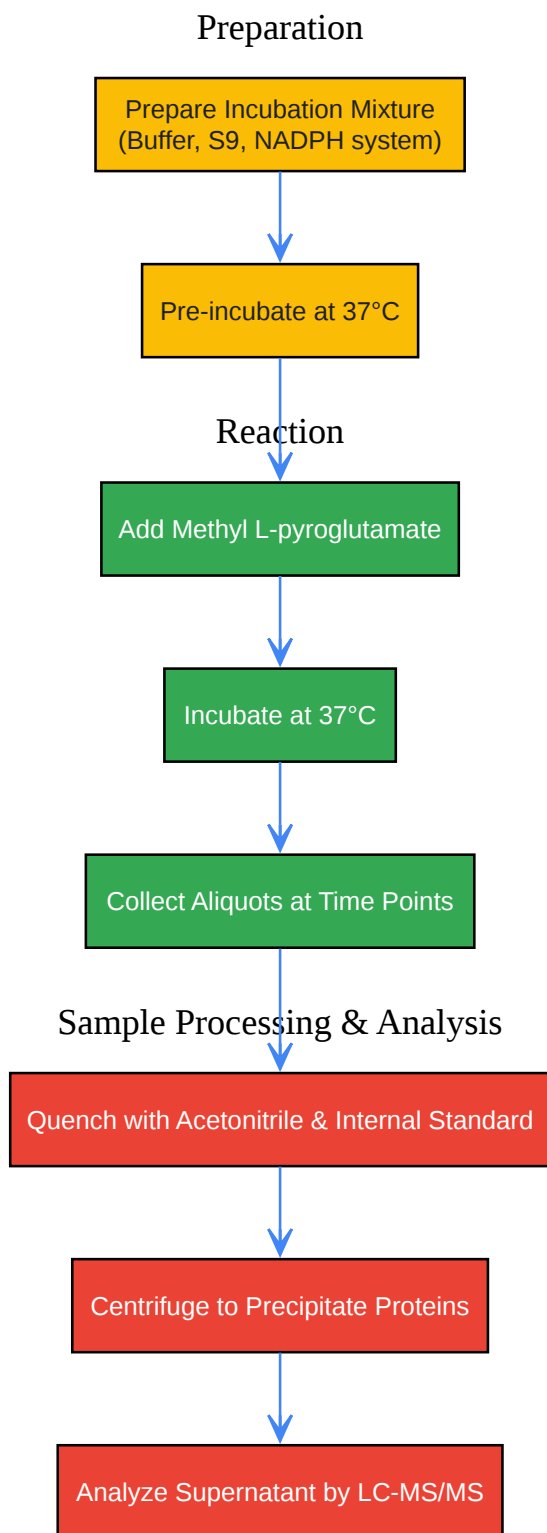 Preparation
Prepare Incubation Mixture
(Buffer, S9, NADPH system)
Pre-incubate at 37°C
Reaction
Add Methyl L-pyroglutamate
Incubate at 37°C
Collect Aliquots at Time Points
Sample Processing & Analysis
Quench with Acetonitrile & Internal Standard
Centrifuge to Precipitate Proteins
Analyze Supernatant by LC-MS/MS